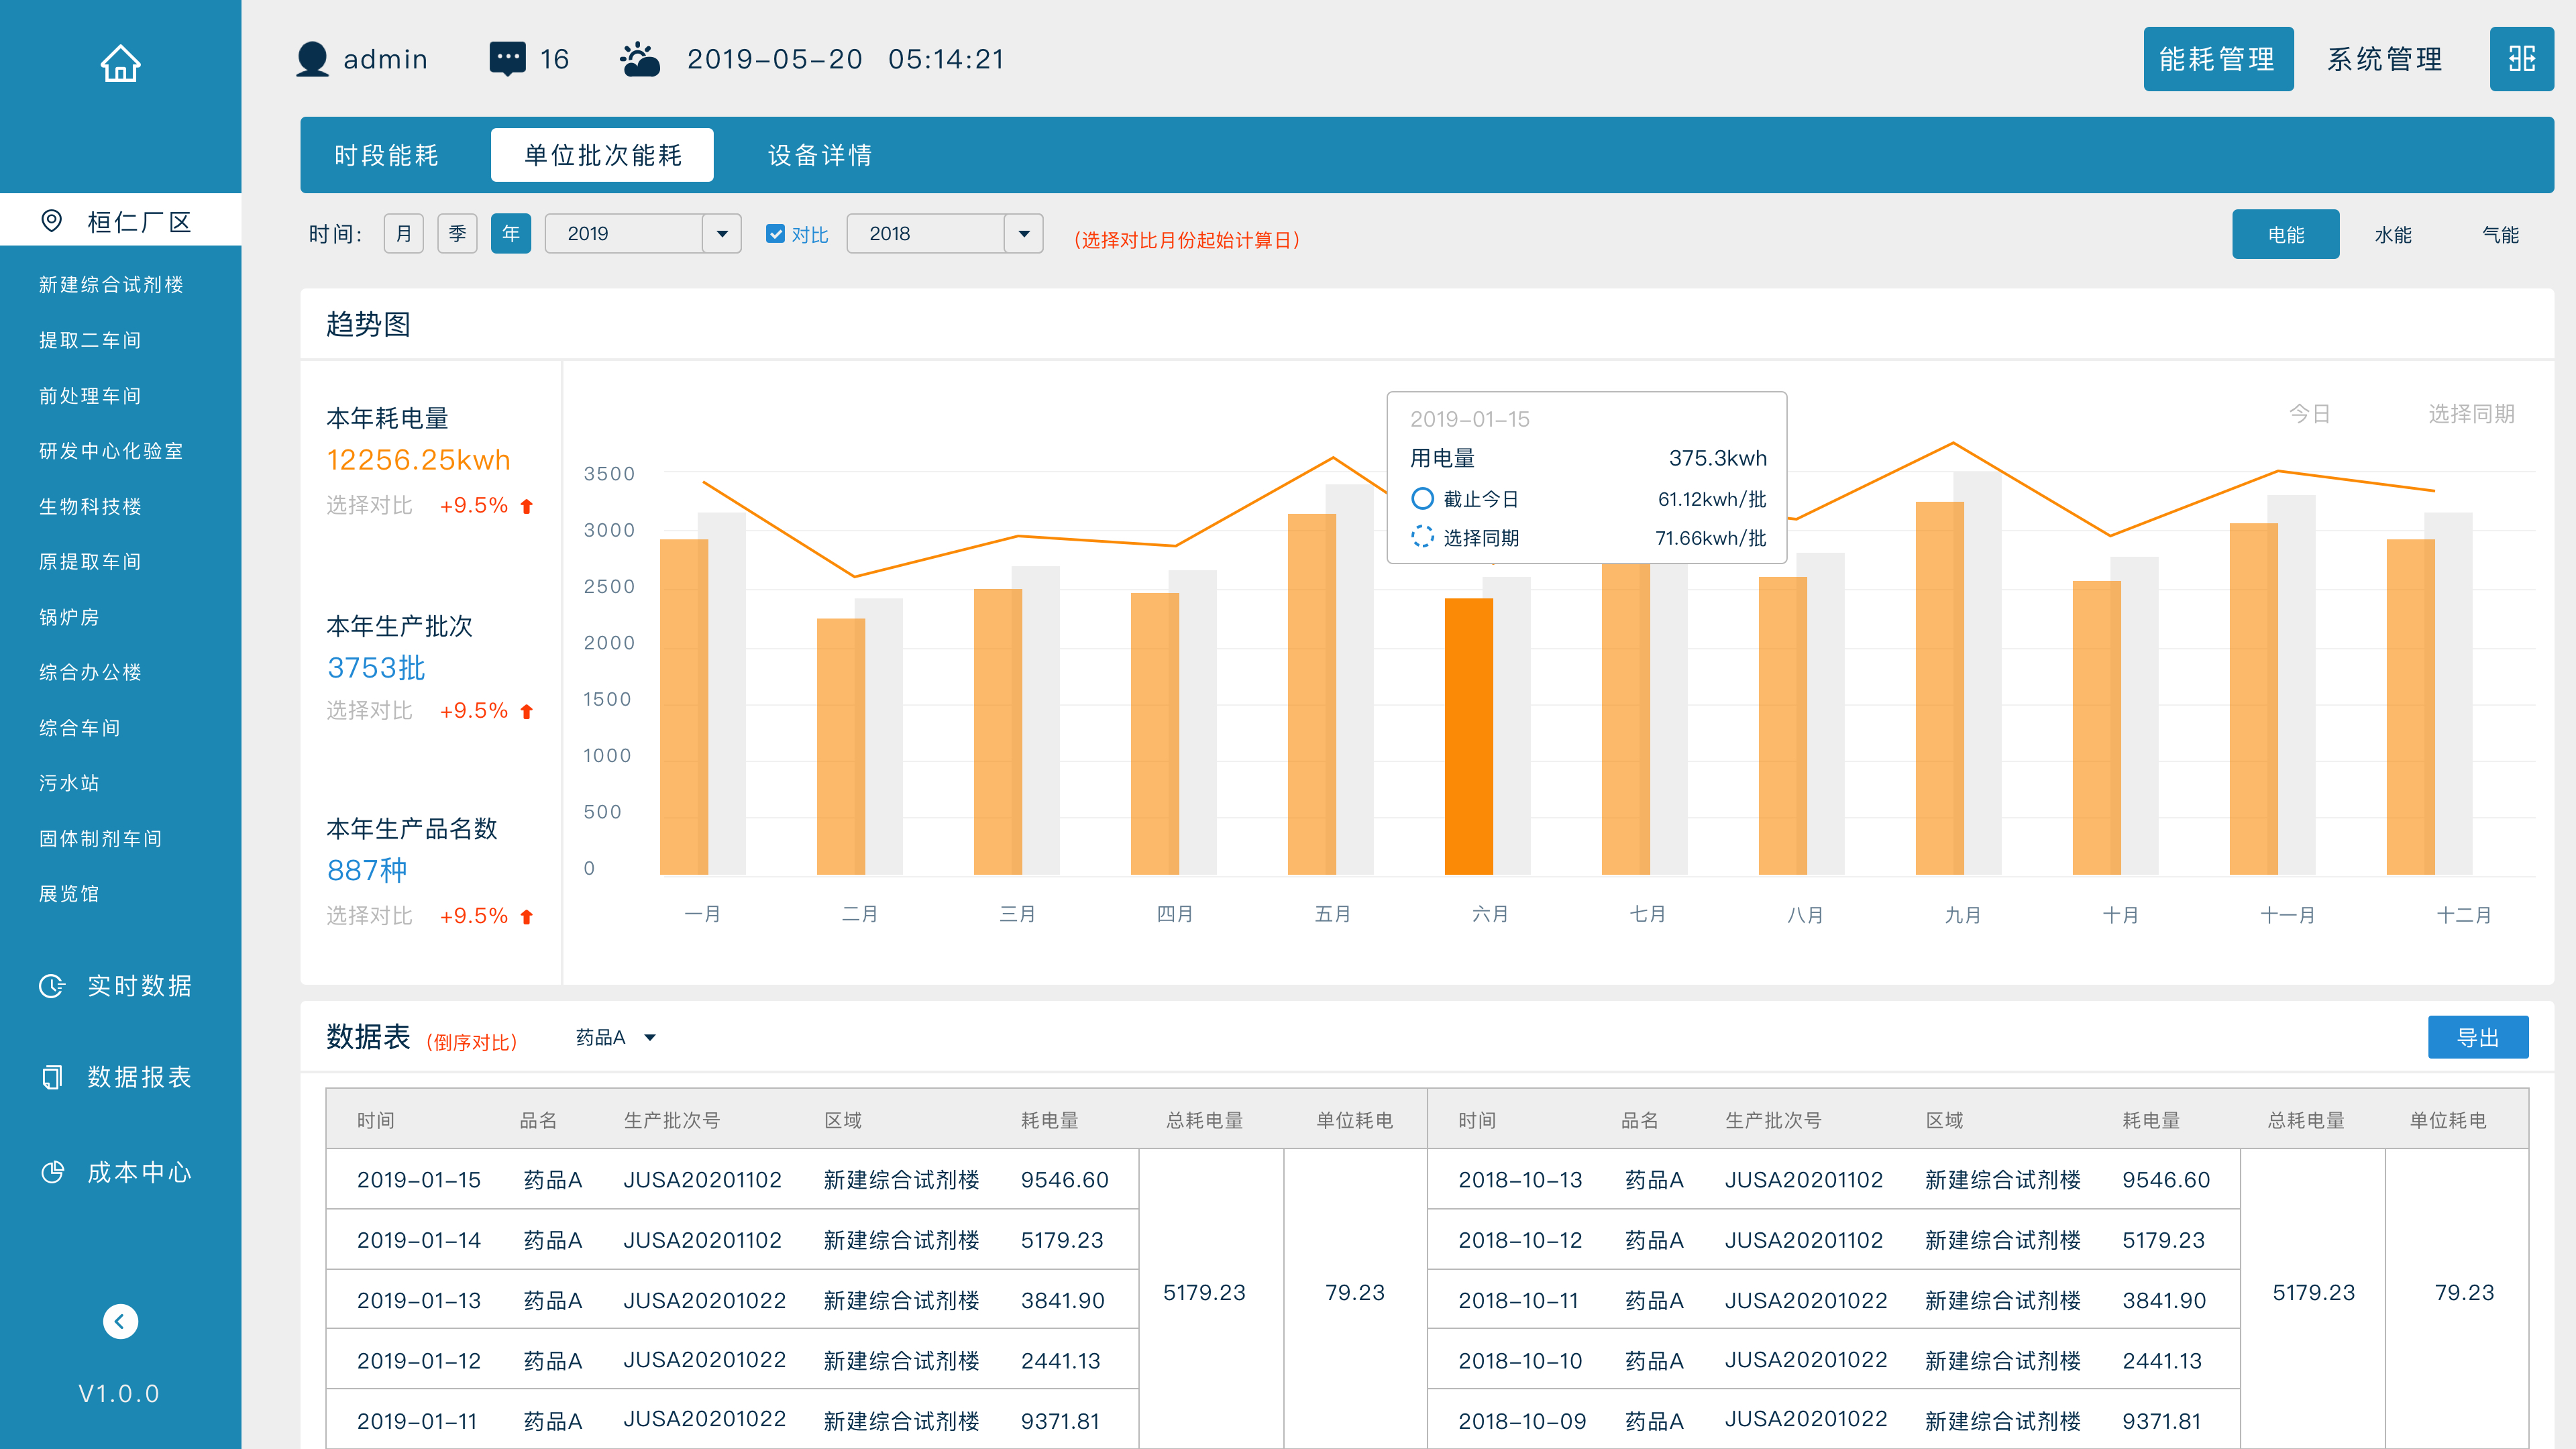 admin 16 2019-05-20 05:14:21 能耗管理 系统管理
时段能耗 单位批次能耗 设备详情
桓仁厂区
新建综合试剂楼
提取二车间
前处理车间
研发中心化验室
生物科技楼
原提取车间
锅炉房
综合办公楼
综合车间
污水站
固体制剂车间
展览馆
实时数据
数据报表
成本中心
V1.0.0
时间: 月 季 年 2019 对比 2018 (选择对比月份起始计算日) 电能 水能 气能
趋势图
本年耗电量
12256.25kwh
选择对比 +9.5%
本年生产批次
3753批
选择对比 +9.5%
本年生产品名数
887种
选择对比 +9.5%
今日 选择同期
2019-01-15
用电量 375.3kwh
截止今日 61.12kwh/批
选择同期 71.66kwh/批
3500
3000
2500
2000
1500
1000
500
0
一月 二月 三月 四月 五月 六月 七月 八月 九月 十月 十一月 十二月
数据表 (倒序对比) 药品A 导出
时间 品名 生产批次号 区域 耗电量 总耗电量 单位耗电 时间 品名 生产批次号 区域 耗电量 总耗电量 单位耗电
2019-01-15 药品A JUSA20201102 新建综合试剂楼 9546.60 2018-10-13 药品A JUSA20201102 新建综合试剂楼 9546.60
2019-01-14 药品A JUSA20201102 新建综合试剂楼 5179.23 2018-10-12 药品A JUSA20201102 新建综合试剂楼 5179.23
2019-01-13 药品A JUSA20201022 新建综合试剂楼 3841.90 5179.23 79.23 2018-10-11 药品A JUSA20201022 新建综合试剂楼 3841.90 5179.23 79.23
2019-01-12 药品A JUSA20201022 新建综合试剂楼 2441.13 2018-10-10 药品A JUSA20201022 新建综合试剂楼 2441.13
2019-01-11 药品A JUSA20201022 新建综合试剂楼 9371.81 2018-10-09 药品A JUSA20201022 新建综合试剂楼 9371.81